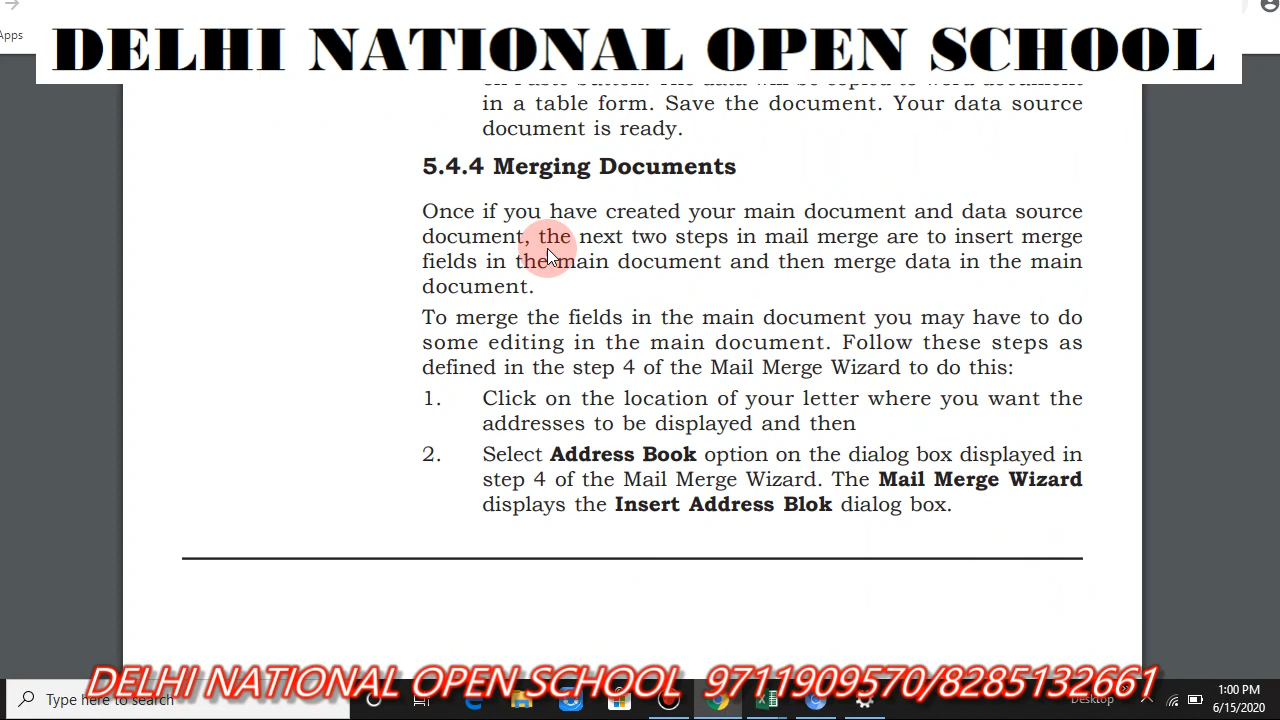 Apps
DELHI NATIONAL OPEN SCHOOL
in a table form. Save the document. Your data source
document is ready.
5.4.4 Merging Documents
Once if you have created your main document and data source
document, the next two steps in mail merge are to insert merge
fields in the main document and then merge data in the main
document.
To merge the fields in the main document you may have to do
some editing in the main document. Follow these steps as
defined in the step 4 of the Mail Merge Wizard to do this:
1. Click on the location of your letter where you want the
addresses to be displayed and then
2. Select Address Book option on the dialog box displayed in
step 4 of the Mail Merge Wizard. The Mail Merge Wizard
displays the Insert Address Blok dialog box.
DELHI NATIONAL OPEN SCHOOL 9711909570/8285132661
Type here to search
Desktop
1:00 PM
6/15/2020